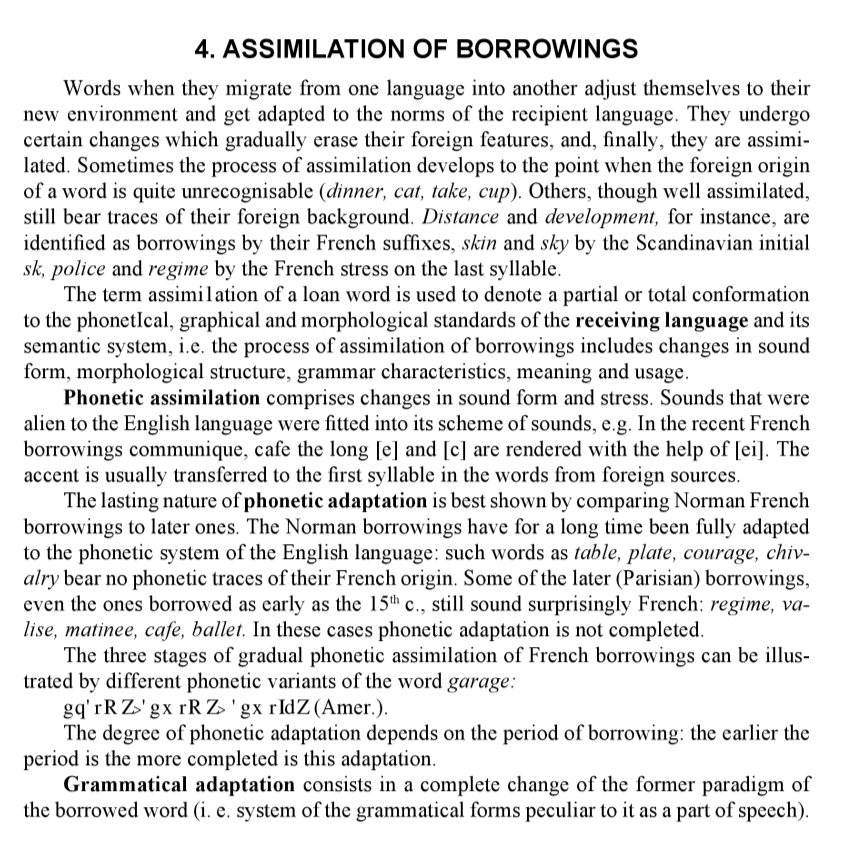 4. ASSIMILATION OF BORROWINGS
Words when they migrate from one language into another adjust themselves to their
new environment and get adapted to the norms of the recipient language. They undergo
certain changes which gradually erase their foreign features, and, finally, they are assimi-
lated. Sometimes the process of assimilation develops to the point when the foreign origin
of a word is quite unrecognisable (dinner, cat, take, cup). Others, though well assimilated,
still bear traces of their foreign background. Distance and development, for instance, are
identified as borrowings by their French suffixes, skin and sky by the Scandinavian initial
sk, police and regime by the French stress on the last syllable.
The term assimilation of a loan word is used to denote a partial or total conformation
to the phonetIcal, graphical and morphological standards of the receiving language and its
semantic system, i.e. the process of assimilation of borrowings includes changes in sound
form, morphological structure, grammar characteristics, meaning and usage.
Phonetic assimilation comprises changes in sound form and stress. Sounds that were
alien to the English language were fitted into its scheme of sounds, e.g. In the recent French
borrowings communique, cafe the long [e] and [c] are rendered with the help of [ei]. The
accent is usually transferred to the first syllable in the words from foreign sources.
The lasting nature of phonetic adaptation is best shown by comparing Norman French
borrowings to later ones. The Norman borrowings have for a long time been fully adapted
to the phonetic system of the English language: such words as table, plate, courage, chiv-
alry bear no phonetic traces of their French origin. Some of the later (Parisian) borrowings,
even the ones borrowed as early as the 15th c., still sound surprisingly French: regime, va-
lise, matinee, cafe, ballet. In these cases phonetic adaptation is not completed.
The three stages of gradual phonetic assimilation of French borrowings can be illus-
trated by different phonetic variants of the word garage:
gq' rR Z>' gx rR Z> ' gx rIdZ (Amer.).
The degree of phonetic adaptation depends on the period of borrowing: the earlier the
period is the more completed is this adaptation.
Grammatical adaptation consists in a complete change of the former paradigm of
the borrowed word (i. e. system of the grammatical forms peculiar to it as a part of speech).